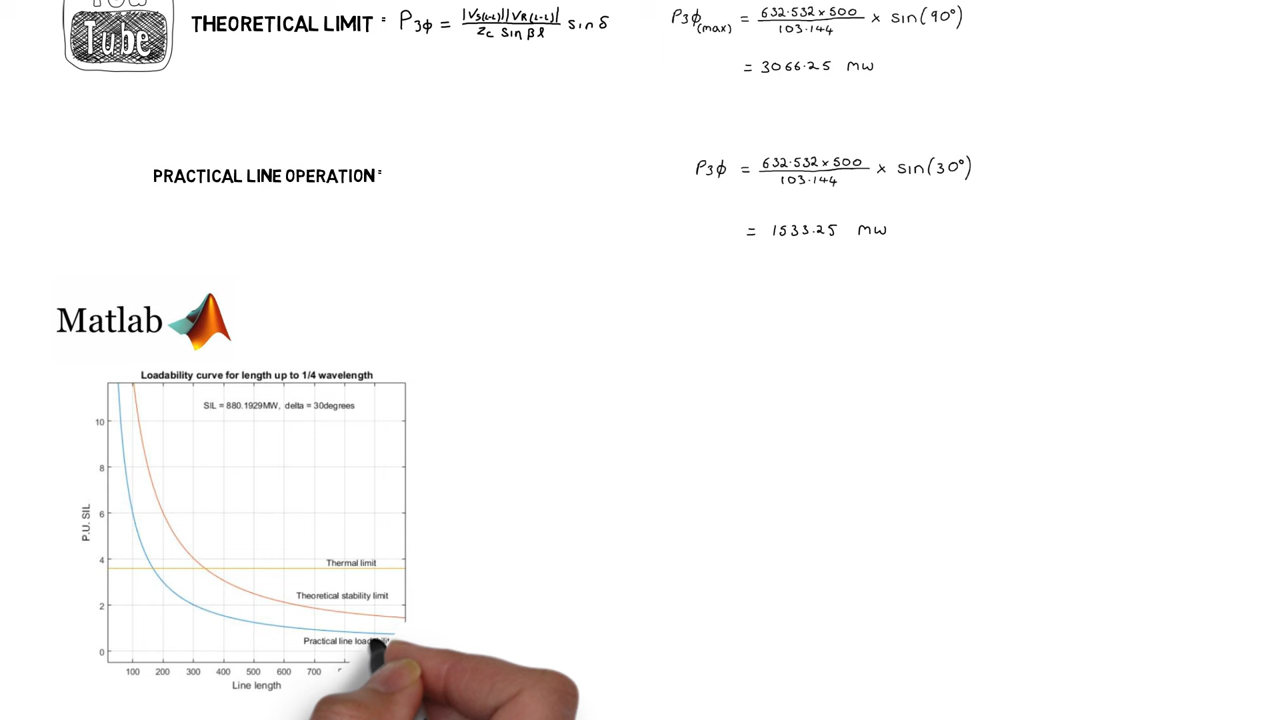 You
Tube
THEORETICAL LIMIT = P3φ = |VS(L-L)||VR(L-L)| / Zc sin βℓ sin δ
P3φ(max) = 632.532×500 / 103.144 × sin(90°)
= 3066.25 MW
PRACTICAL LINE OPERATION =
P3φ = 632.532×500 / 103.144 × sin(30°)
= 1533.25 MW
Matlab
Loadability curve for length up to 1/4 wavelength
SIL = 880.1929MW, delta = 30degrees
10
8
6
4
2
0
P.U. SIL
Thermal limit
Theoretical stability limit
Practical line
100 200 300 400 500 600 700
Line length